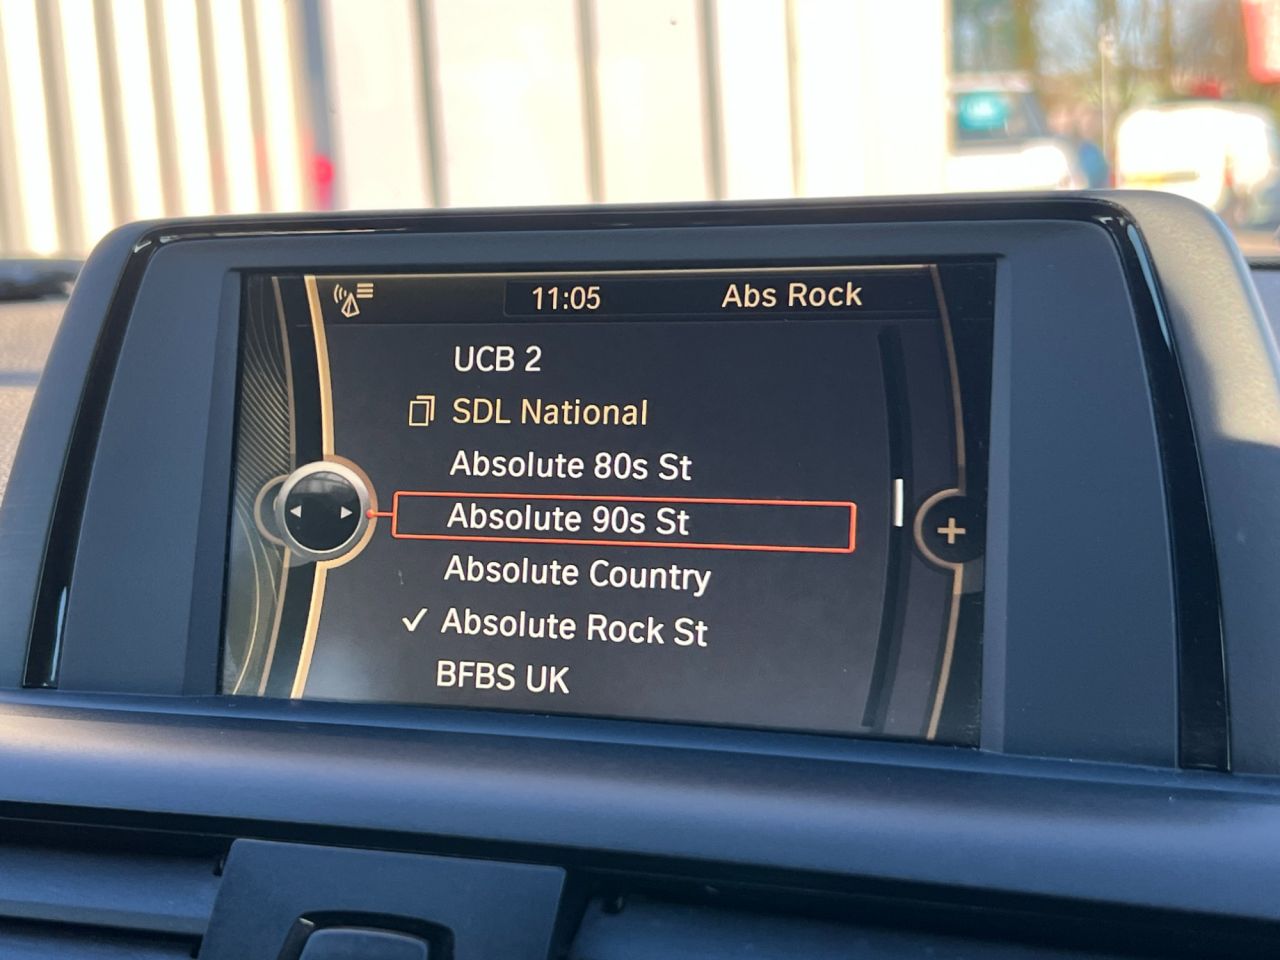 11:05
Abs Rock
UCB 2
SDL National
Absolute 80s St
Absolute 90s St
Absolute Country
Absolute Rock St
BFBS UK